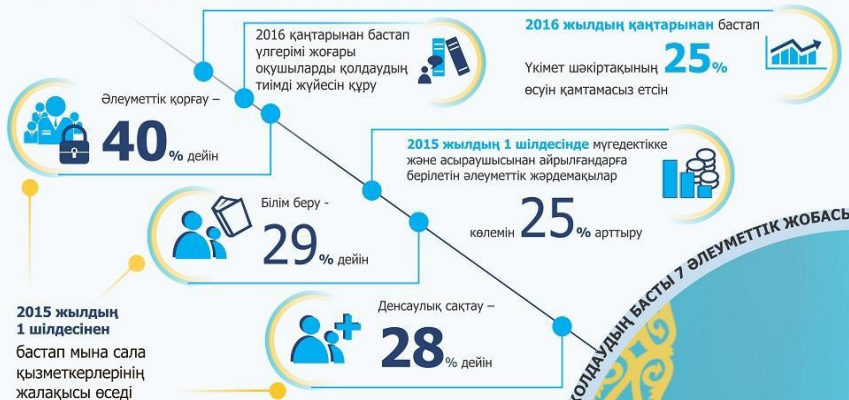 2016 қаңтарынан бастап
үлгерімі жоғары
оқушыларды қолдаудың
тиімді жүйесін құру
2016 жылдың қаңтарынан бастап
Үкімет шәкіртақының 25%
өсуін қамтамасыз етсін
Әлеуметтік қорғау –
40% дейін
2015 жылдың 1 шілдесінде мүгедектікке
және асыраушысынан айрылғандарға
берілетін әлеуметтік жәрдемақылар
көлемін 25% арттыру
Білім беру -
29% дейін
Денсаулық сақтау –
28% дейін
2015 жылдың
1 шілдесінен
бастап мына сала
қызметкерлерінің
жалақысы өседі
ҚОЛДАУДЫҢ БАСТЫ 7 ӘЛЕУМЕТТІК ЖОБАСЫ